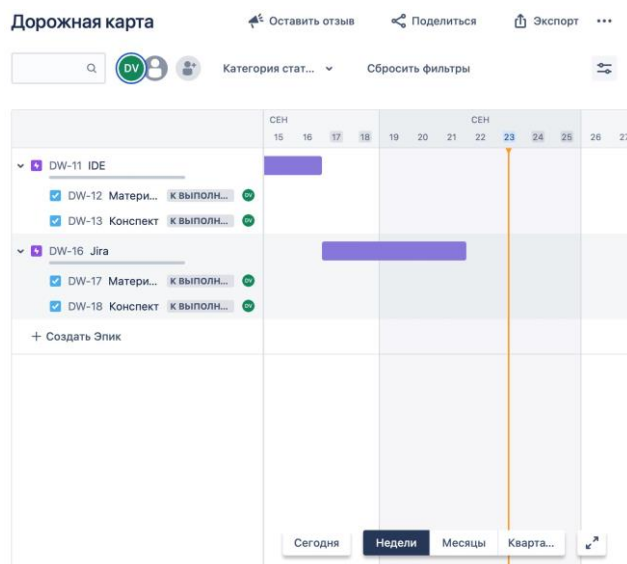 Дорожная карта
Оставить отзыв
Поделиться
Экспорт
DV
Категория стат...
Сбросить фильтры
СЕН СЕН
15 16 17 18 19 20 21 22 23 24 25 26 27
DW-11 IDE
DW-12 Матери... К ВЫПОЛН... DV
DW-13 Конспект К ВЫПОЛН... DV
DW-16 Jira
DW-17 Матери... К ВЫПОЛН... DV
DW-18 Конспект К ВЫПОЛН... DV
+ Создать Эпик
Сегодня Недели Месяцы Кварта...